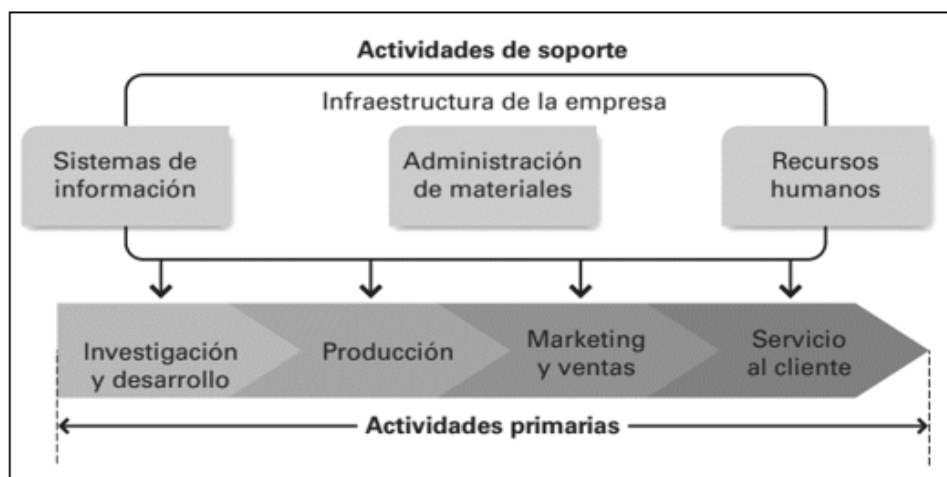 Actividades de soporte
Infraestructura de la empresa
Sistemas de
información
Administración
de materiales
Recursos
humanos
Investigación
y desarrollo
Producción
Marketing
y ventas
Servicio
al cliente
Actividades primarias